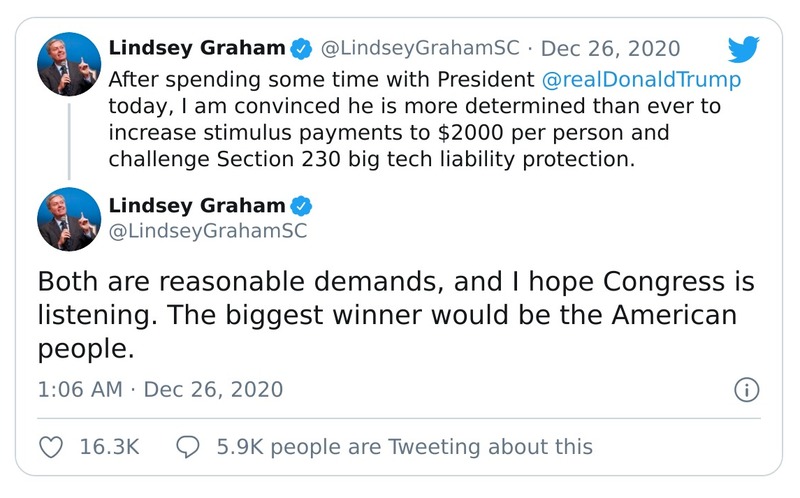 Lindsey Graham @LindseyGrahamSC · Dec 26, 2020
After spending some time with President @realDonaldTrump
today, I am convinced he is more determined than ever to
increase stimulus payments to $2000 per person and
challenge Section 230 big tech liability protection.
Lindsey Graham
@LindseyGrahamSC
Both are reasonable demands, and I hope Congress is
listening. The biggest winner would be the American
people.
1:06 AM · Dec 26, 2020
16.3K 5.9K people are Tweeting about this